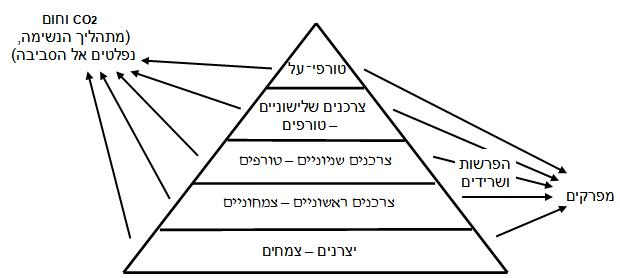 CO2 וחום
(מתהליך הנשימה,
נפלטים אל הסביבה)
טורפי־על
צרכנים שלישוניים
– טורפים
צרכנים שניוניים – טורפים
צרכנים ראשוניים – צמחוניים
יצרנים – צמחים
הפרשות
ושרידים
מפרקים